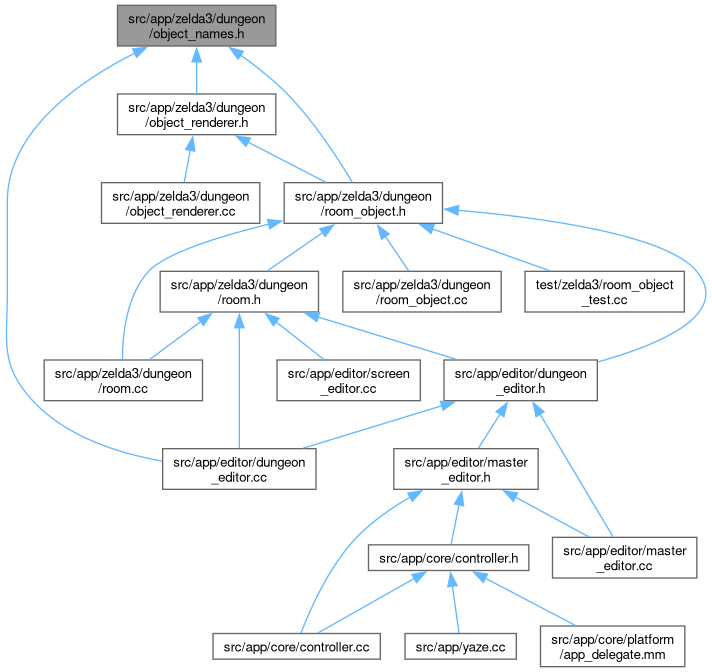 src/app/zelda3/dungeon
/object_names.h
src/app/zelda3/dungeon
/object_renderer.h
src/app/zelda3/dungeon
/object_renderer.cc
src/app/zelda3/dungeon
/room_object.h
src/app/zelda3/dungeon
/room.h
src/app/zelda3/dungeon
/room_object.cc
test/zelda3/room_object
_test.cc
src/app/zelda3/dungeon
/room.cc
src/app/editor/screen
_editor.cc
src/app/editor/dungeon
_editor.h
src/app/editor/dungeon
_editor.cc
src/app/editor/master
_editor.h
src/app/core/controller.h
src/app/editor/master
_editor.cc
src/app/core/controller.cc
src/app/yaze.cc
src/app/core/platform
/app_delegate.mm